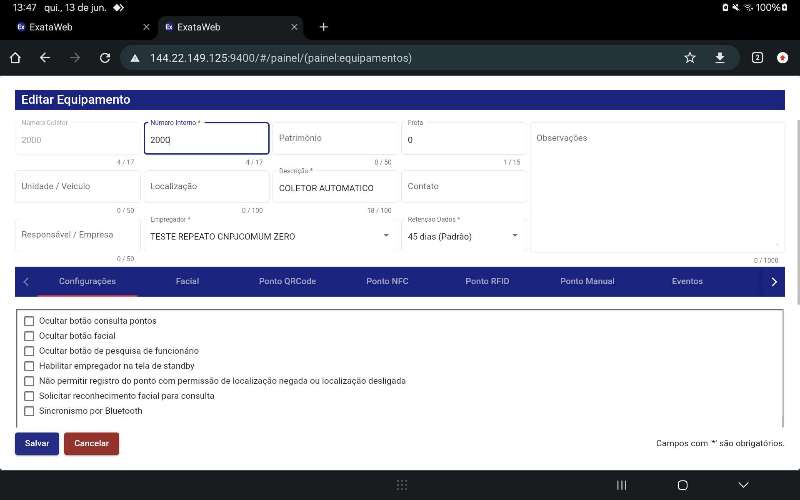 13:47 qui., 13 de jun. 100%
Ex ExataWeb
Ex ExataWeb
144.22.149.125:9400/#/painel/(painel:equipamentos) 2
Editar Equipamento
Número Coletor Número Interno * Prefa
2000 2000 Patrimônio 0 Observações
4 / 17 4 / 17 0 / 50 1 / 15
Descrição *
Unidade / Veículo Localização COLETOR AUTOMATICO Contato
0 / 50 0 / 100 18 / 100
Empregador * Retenção Dados *
Responsável / Empresa TESTE REPEATO CNPJCOMUM ZERO 45 dias (Padrão)
0 / 50 0 / 1000
Configurações Facial Ponto QRCode Ponto NFC Ponto RFID Ponto Manual Eventos
Ocultar botão consulta pontos
Ocultar botão facial
Ocultar botão de pesquisa de funcionário
Habilitar empregador na tela de standby
Não permitir registro do ponto com permissão de localização negada ou localização desligada
Solicitar reconhecimento facial para consulta
Sincronismo por Bluetooth
Salvar Cancelar Campos com '*' são obrigatórios.